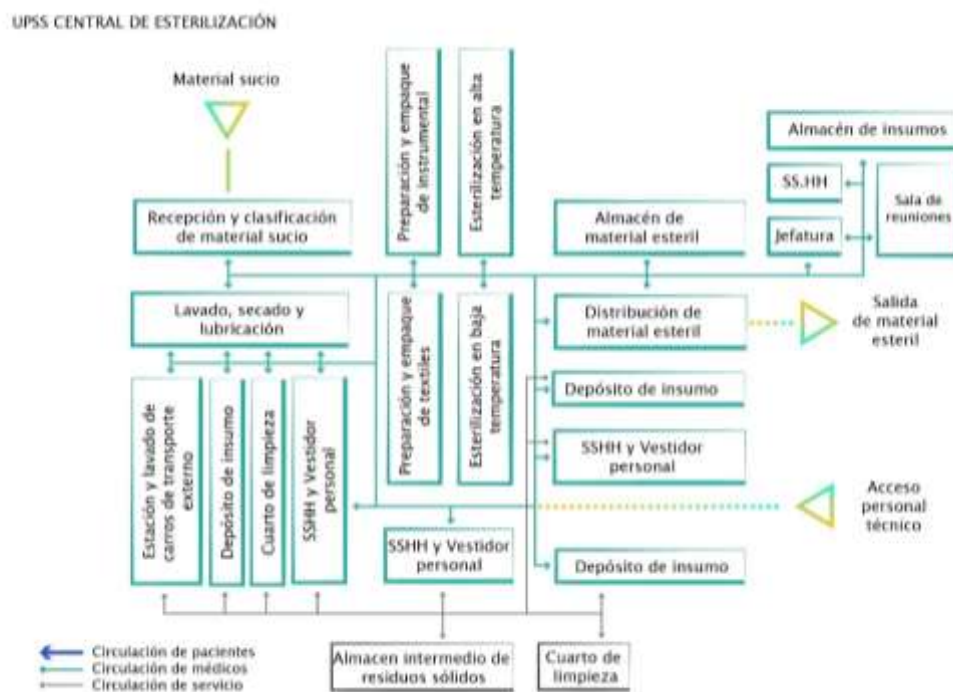 UPSS CENTRAL DE ESTERILIZACIÓN
Material sucio
Recepción y clasificación
de material sucio
Preparación y empaque
de instrumental
Esterilización en alta
temperatura
Almacén de
material esteril
Almacén de insumos
SS.HH
Sala de
reuniones
Jefatura
Lavado, secado y
lubricación
Preparación y empaque
de textiles
Esterilización en baja
temperatura
Distribución de
material esteril
Salida
de material
esteril
Depósito de insumo
SSHH y Vestidor
personal
Estación y lavado de
carros de transporte
externo
Depósito de insumo
Cuarto de limpieza
SSHH y Vestidor
personal
SSHH y Vestidor
personal
Acceso
personal
técnico
Depósito de insumo
Circulación de pacientes
Circulación de médicos
Circulación de servicio
Almacen intermedio de
residuos sólidos
Cuarto de
limpieza